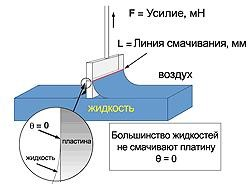 F = Усилие, мН
L = Линия смачивания, мм
воздух
жидкость
θ = 0
пластина
жидкость
Большинство жидкостей
не смачивают платину
θ = 0